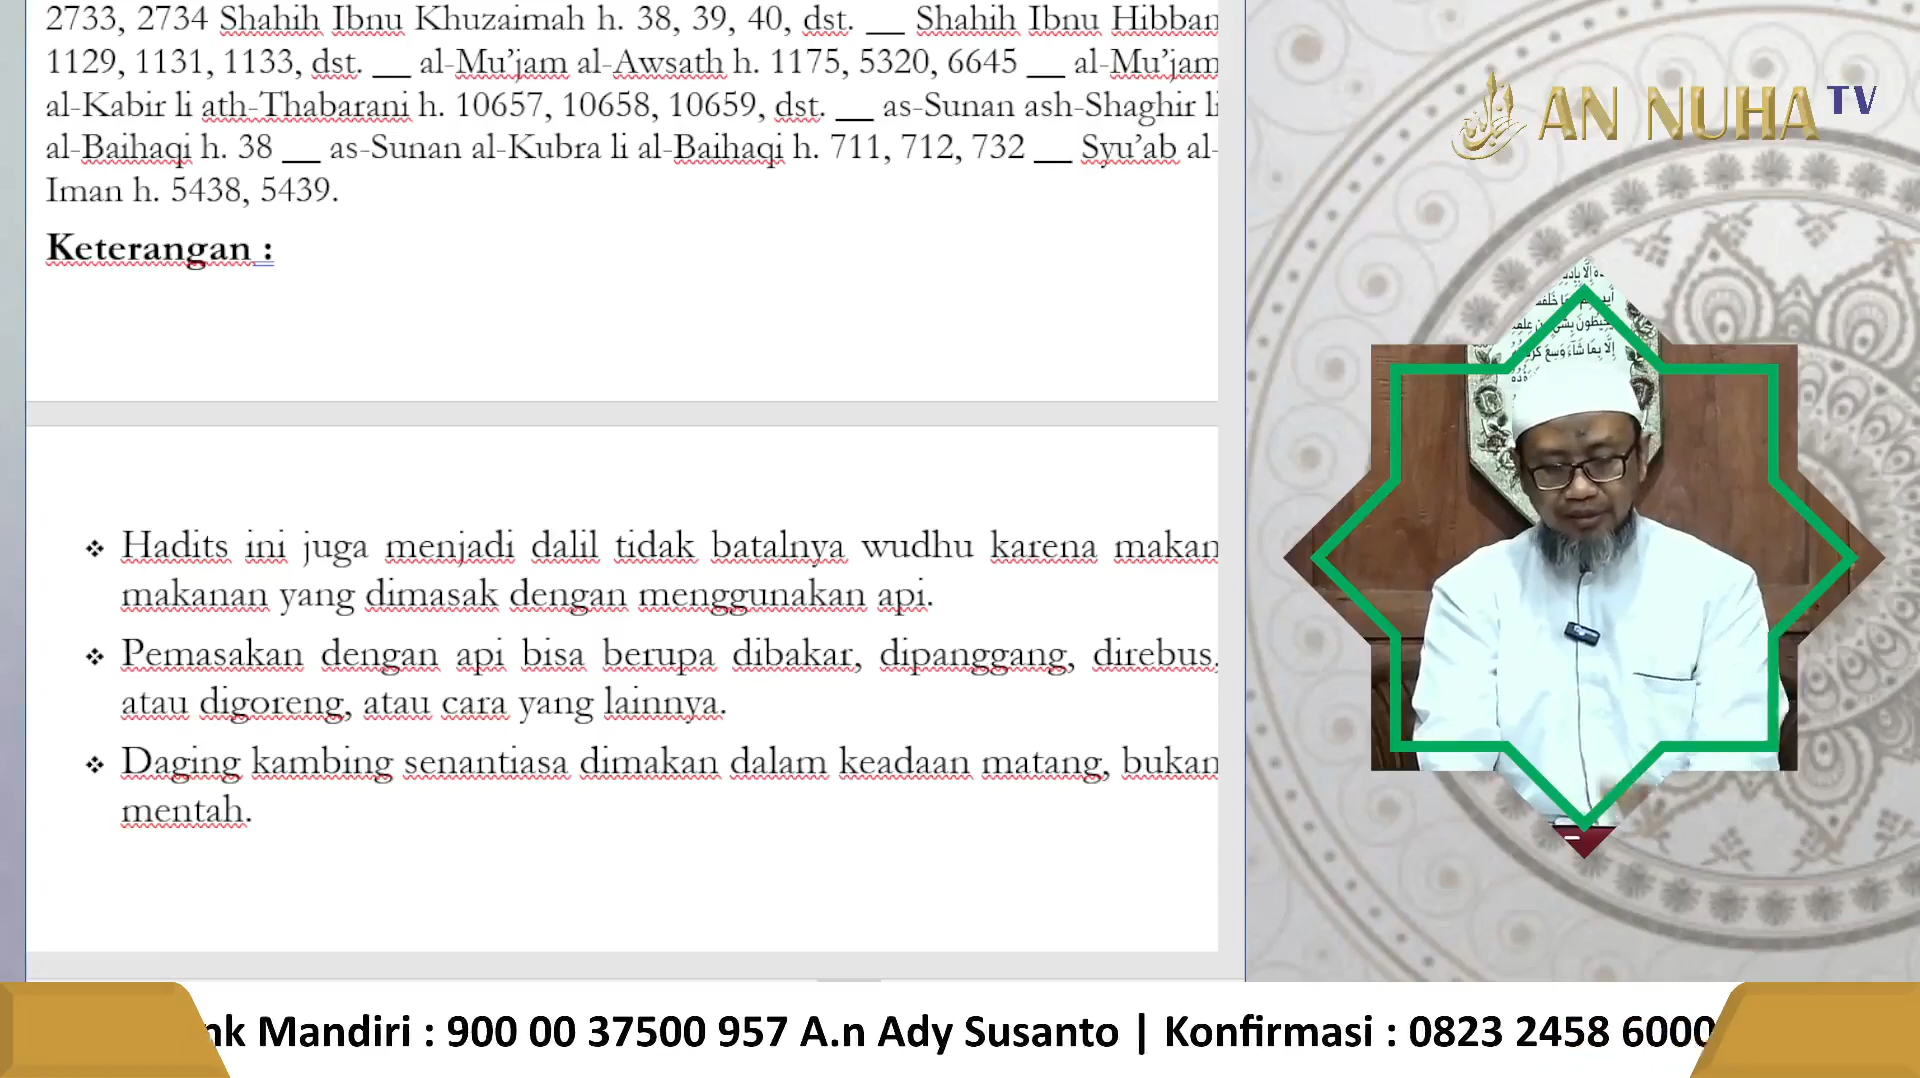 2733, 2734 Shahih Ibnu Khuzaimah h. 38, 39, 40, dst. __ Shahih Ibnu Hibban
1129, 1131, 1133, dst. __ al-Mu’jam al-Awsath h. 1175, 5320, 6645 __ al-Mu’jam
al-Kabir li ath-Thabarani h. 10657, 10658, 10659, dst. __ as-Sunan ash-Shaghir li
al-Baihaqi h. 38 __ as-Sunan al-Kubra li al-Baihaqi h. 711, 712, 732 __ Syu’ab al-
Iman h. 5438, 5439.
Keterangan :
❖ Hadits ini juga menjadi dalil tidak batalnya wudhu karena makan
makanan yang dimasak dengan menggunakan api.
❖ Pemasakan dengan api bisa berupa dibakar, dipanggang, direbus,
atau digoreng, atau cara yang lainnya.
❖ Daging kambing senantiasa dimakan dalam keadaan matang, bukan
mentah.
AN NUHA TV
nk Mandiri : 900 00 37500 957 A.n Ady Susanto | Konfirmasi : 0823 2458 6000